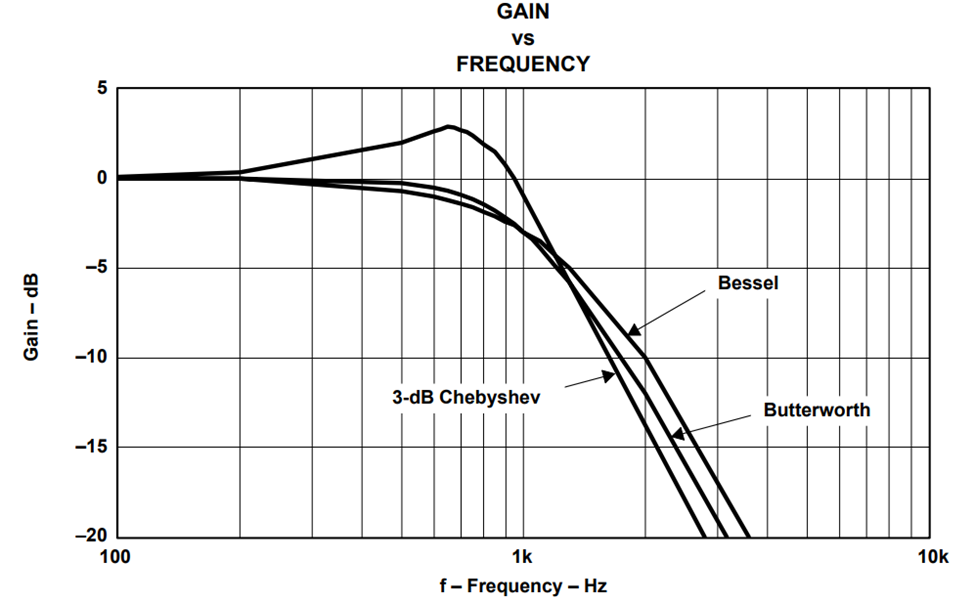 GAIN
vs
FREQUENCY
5
0
–5
–10
–15
–20
Gain – dB
Bessel
3-dB Chebyshev
Butterworth
100
1k
10k
f – Frequency – Hz